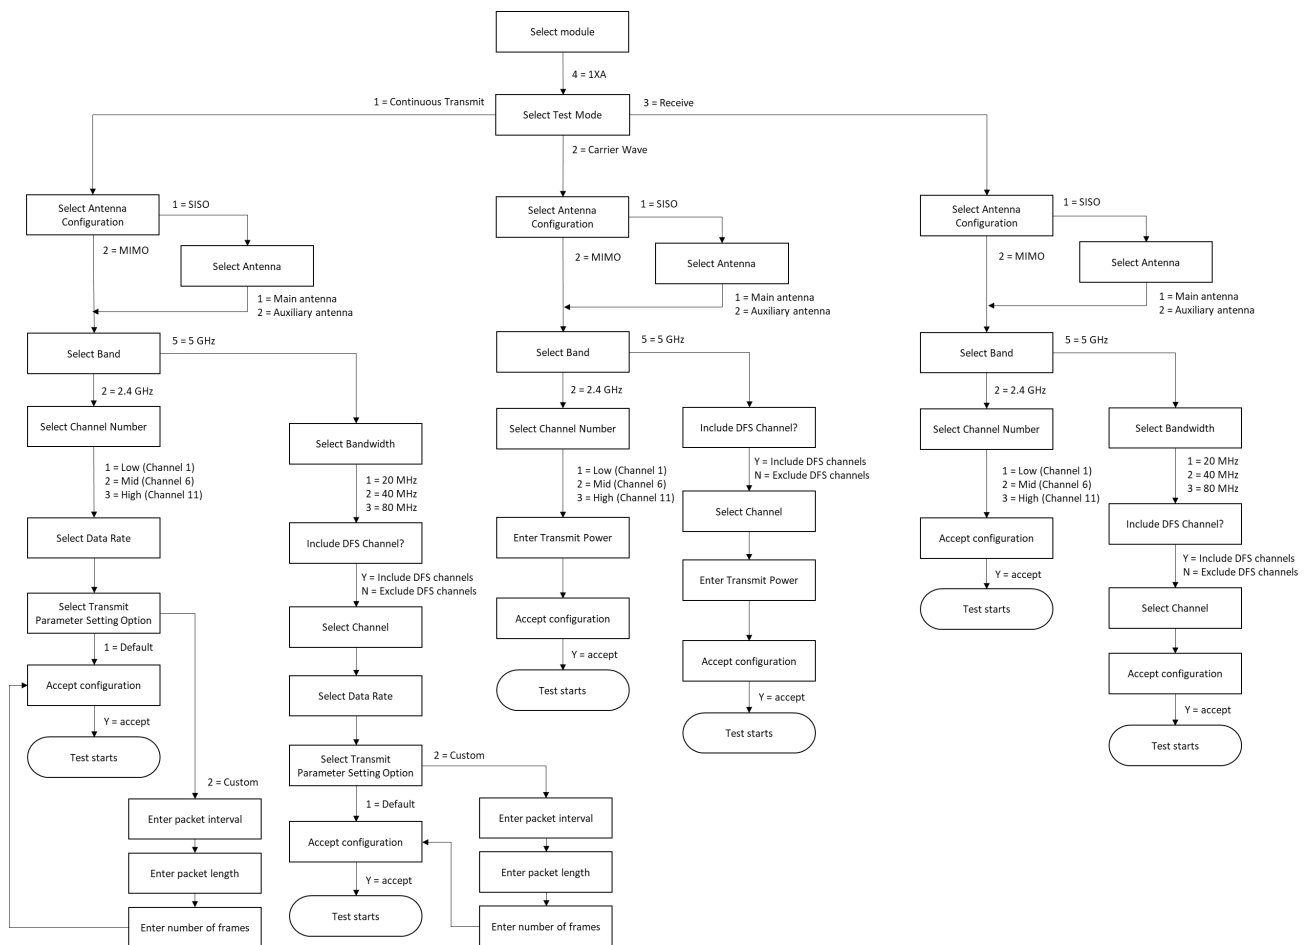 Select module
4 = 1XA
1 = Continuous Transmit
3 = Receive
Select Test Mode
2 = Carrier Wave
Select Antenna
Configuration
1 = SISO
2 = MIMO
Select Antenna
1 = Main antenna
2 = Auxiliary antenna
Select Band
5 = 5 GHz
2 = 2.4 GHz
Select Channel Number
1 = Low (Channel 1)
2 = Mid (Channel 6)
3 = High (Channel 11)
Select Data Rate
Select Transmit
Parameter Setting Option
1 = Default
Accept configuration
Y = accept
Test starts
2 = Custom
Enter packet interval
Enter packet length
Enter number of frames
Select Bandwidth
1 = 20 MHz
2 = 40 MHz
3 = 80 MHz
Include DFS Channel?
Y = Include DFS channels
N = Exclude DFS channels
Select Channel
Select Data Rate
Select Transmit
Parameter Setting Option
2 = Custom
1 = Default
Accept configuration
Y = accept
Test starts
Enter packet interval
Enter packet length
Enter number of frames
Select Antenna
Configuration
1 = SISO
2 = MIMO
Select Antenna
1 = Main antenna
2 = Auxiliary antenna
Select Band
5 = 5 GHz
2 = 2.4 GHz
Select Channel Number
1 = Low (Channel 1)
2 = Mid (Channel 6)
3 = High (Channel 11)
Enter Transmit Power
Accept configuration
Y = accept
Test starts
Include DFS Channel?
Y = Include DFS channels
N = Exclude DFS channels
Select Channel
Enter Transmit Power
Accept configuration
Y = accept
Test starts
Select Antenna
Configuration
1 = SISO
2 = MIMO
Select Antenna
1 = Main antenna
2 = Auxiliary antenna
Select Band
5 = 5 GHz
2 = 2.4 GHz
Select Channel Number
1 = Low (Channel 1)
2 = Mid (Channel 6)
3 = High (Channel 11)
Accept configuration
Y = accept
Test starts
Select Bandwidth
1 = 20 MHz
2 = 40 MHz
3 = 80 MHz
Include DFS Channel?
Y = Include DFS channels
N = Exclude DFS channels
Select Channel
Accept configuration
Y = accept
Test starts